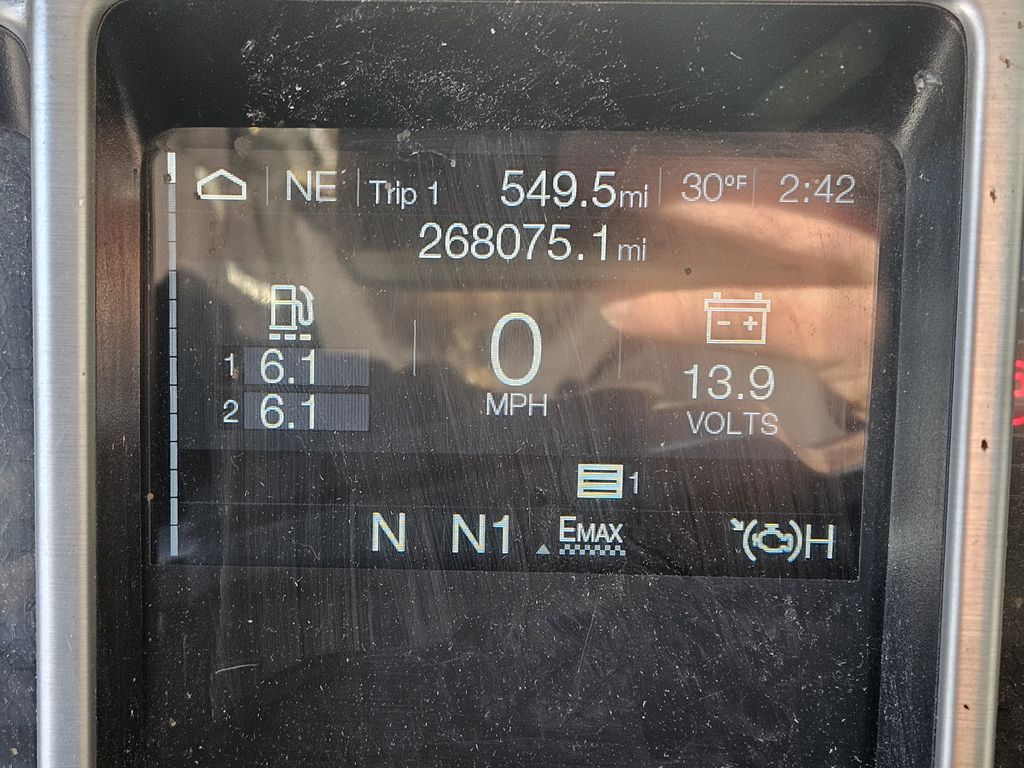 NE Trip 1 549.5mi 30°F 2:42
268075.1mi
1 6.1
2 6.1
0
MPH
- +
13.9
VOLTS
1
N N1 EMAX H